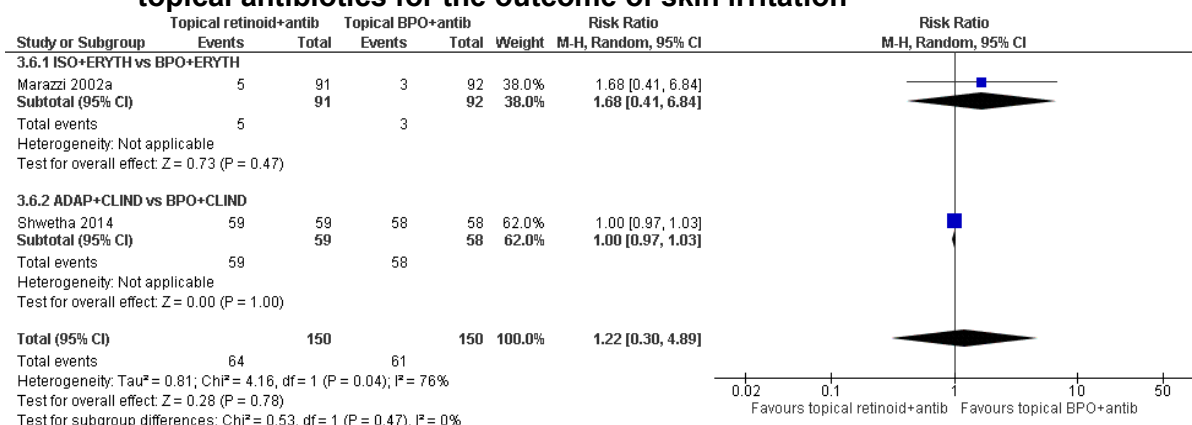 topical antibiotics for the outcome of skin irritation
Topical retinoid+antib Topical BPO+antib Risk Ratio Risk Ratio
Study or Subgroup Events Total Events Total Weight M-H, Random, 95% CI M-H, Random, 95% CI
3.6.1 ISO+ERYTH vs BPO+ERYTH
Marazzi 2002a 5 91 3 92 38.0% 1.68 [0.41, 6.84]
Subtotal (95% CI) 91 92 38.0% 1.68 [0.41, 6.84]
Total events 5 3
Heterogeneity: Not applicable
Test for overall effect: Z = 0.73 (P = 0.47)
3.6.2 ADAP+CLIND vs BPO+CLIND
Shwetha 2014 59 59 58 58 62.0% 1.00 [0.97, 1.03]
Subtotal (95% CI) 59 58 62.0% 1.00 [0.97, 1.03]
Total events 59 58
Heterogeneity: Not applicable
Test for overall effect: Z = 0.00 (P = 1.00)
Total (95% CI) 150 150 100.0% 1.22 [0.30, 4.89]
Total events 64 61
Heterogeneity: Tau² = 0.81; Chi² = 4.16, df = 1 (P = 0.04); I² = 76%
Test for overall effect: Z = 0.28 (P = 0.78)
Test for subgroup differences: Chi² = 0.53, df = 1 (P = 0.47), I² = 0%
0.02 0.1 1 10 50
Favours topical retinoid+antib Favours topical BPO+antib